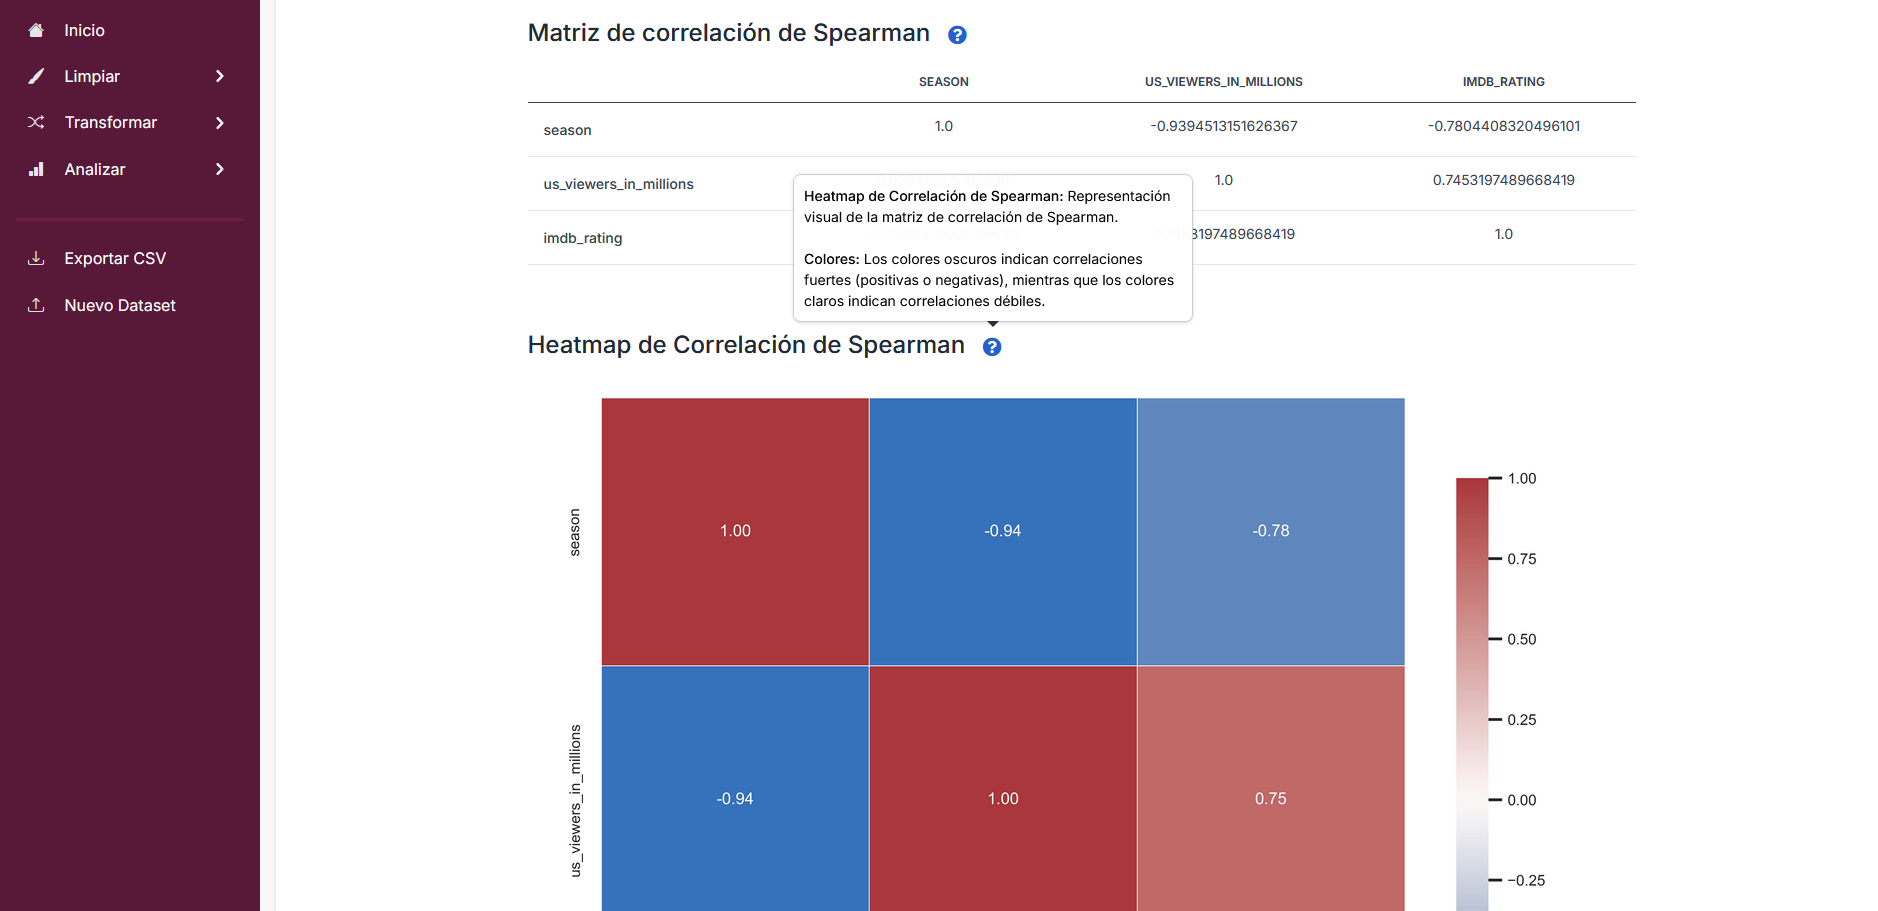 Inicio
Limpiar
Transformar
Analizar
Exportar CSV
Nuevo Dataset
Matriz de correlación de Spearman
SEASON US_VIEWERS_IN_MILLIONS IMDB_RATING
season 1.0 -0.9394513151626367 -0.7804408320496101
us_viewers_in_millions 1.0 0.7453197489668419
imdb_rating 0.7453197489668419 1.0
Heatmap de Correlación de Spearman: Representación
visual de la matriz de correlación de Spearman.
Colores: Los colores oscuros indican correlaciones
fuertes (positivas o negativas), mientras que los colores
claros indican correlaciones débiles.
Heatmap de Correlación de Spearman
season
1.00 -0.94 -0.78
us_viewers_in_millions
-0.94 1.00 0.75
1.00
0.75
0.50
0.25
0.00
−0.25